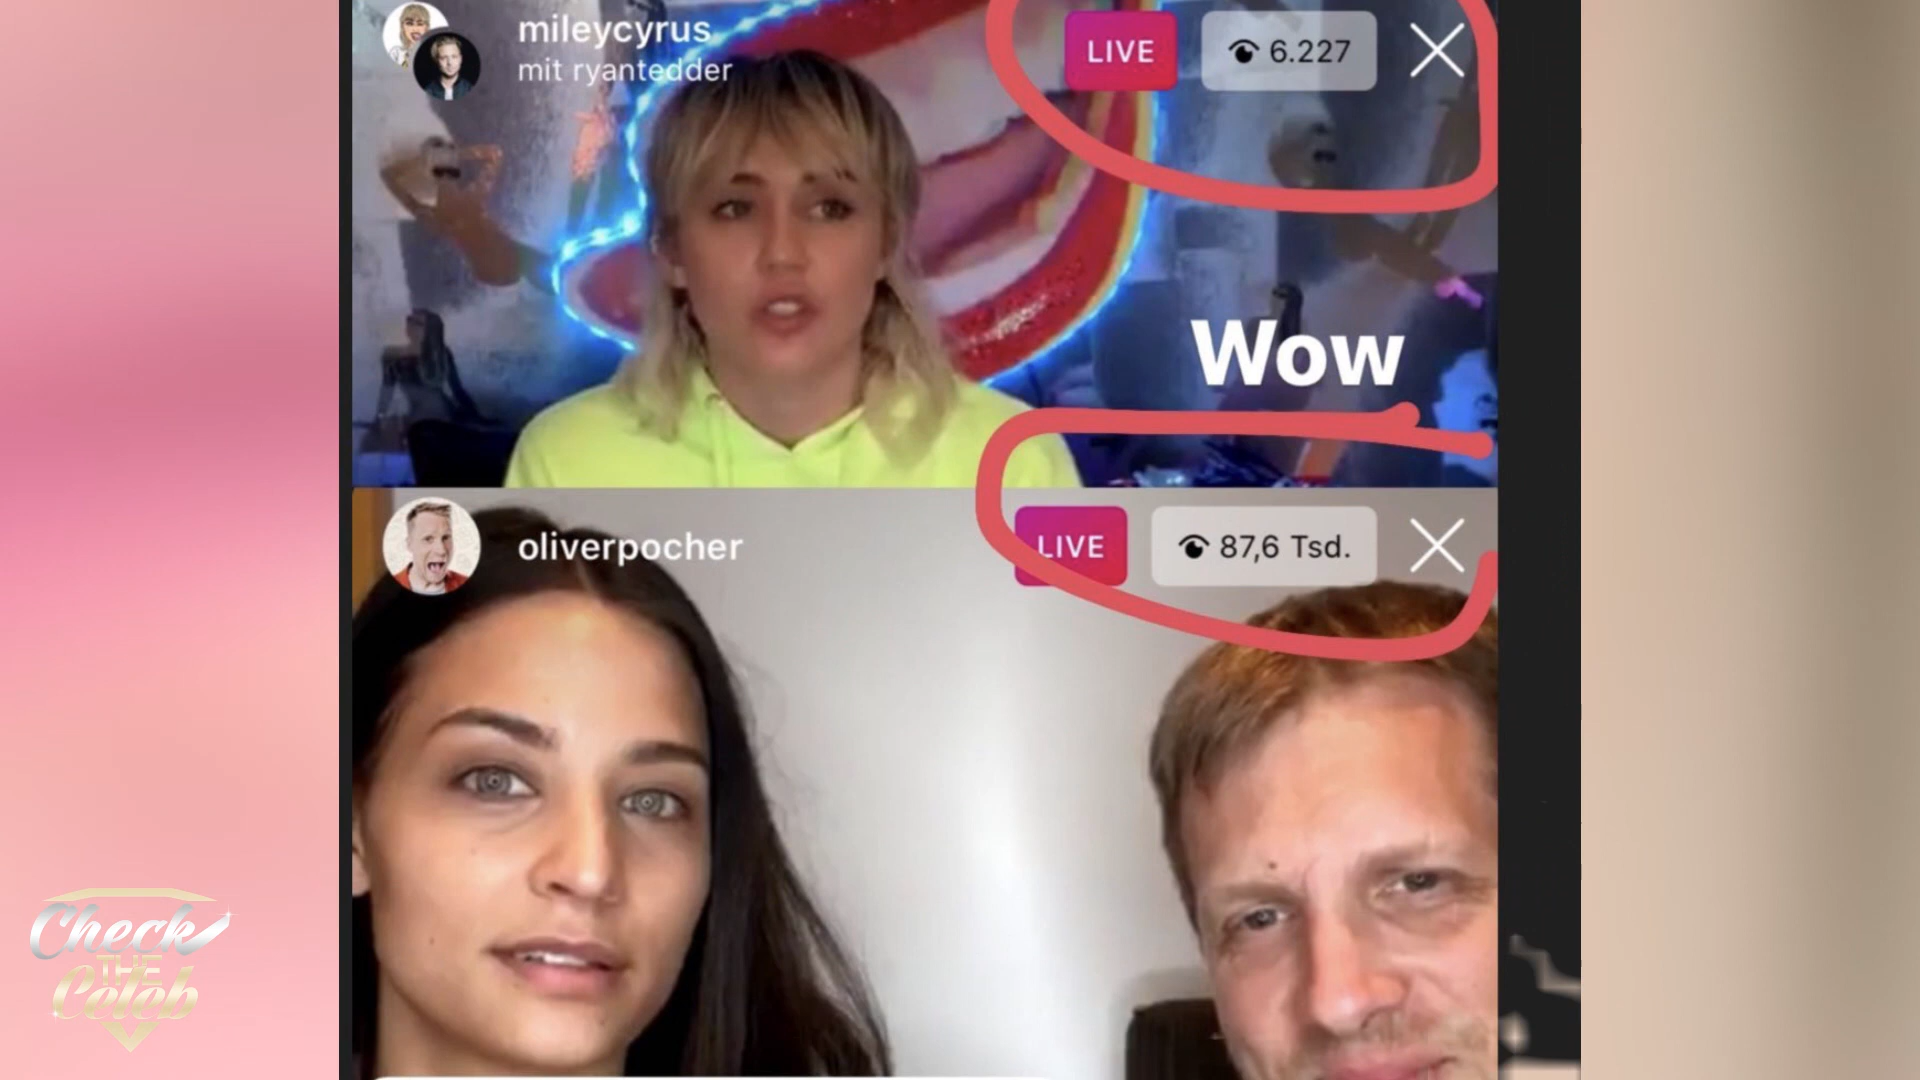 mileycyrus
mit ryantedder
LIVE
6.227
Wow
oliverpocher
LIVE
87,6 Tsd.
Check
THE
Celeb